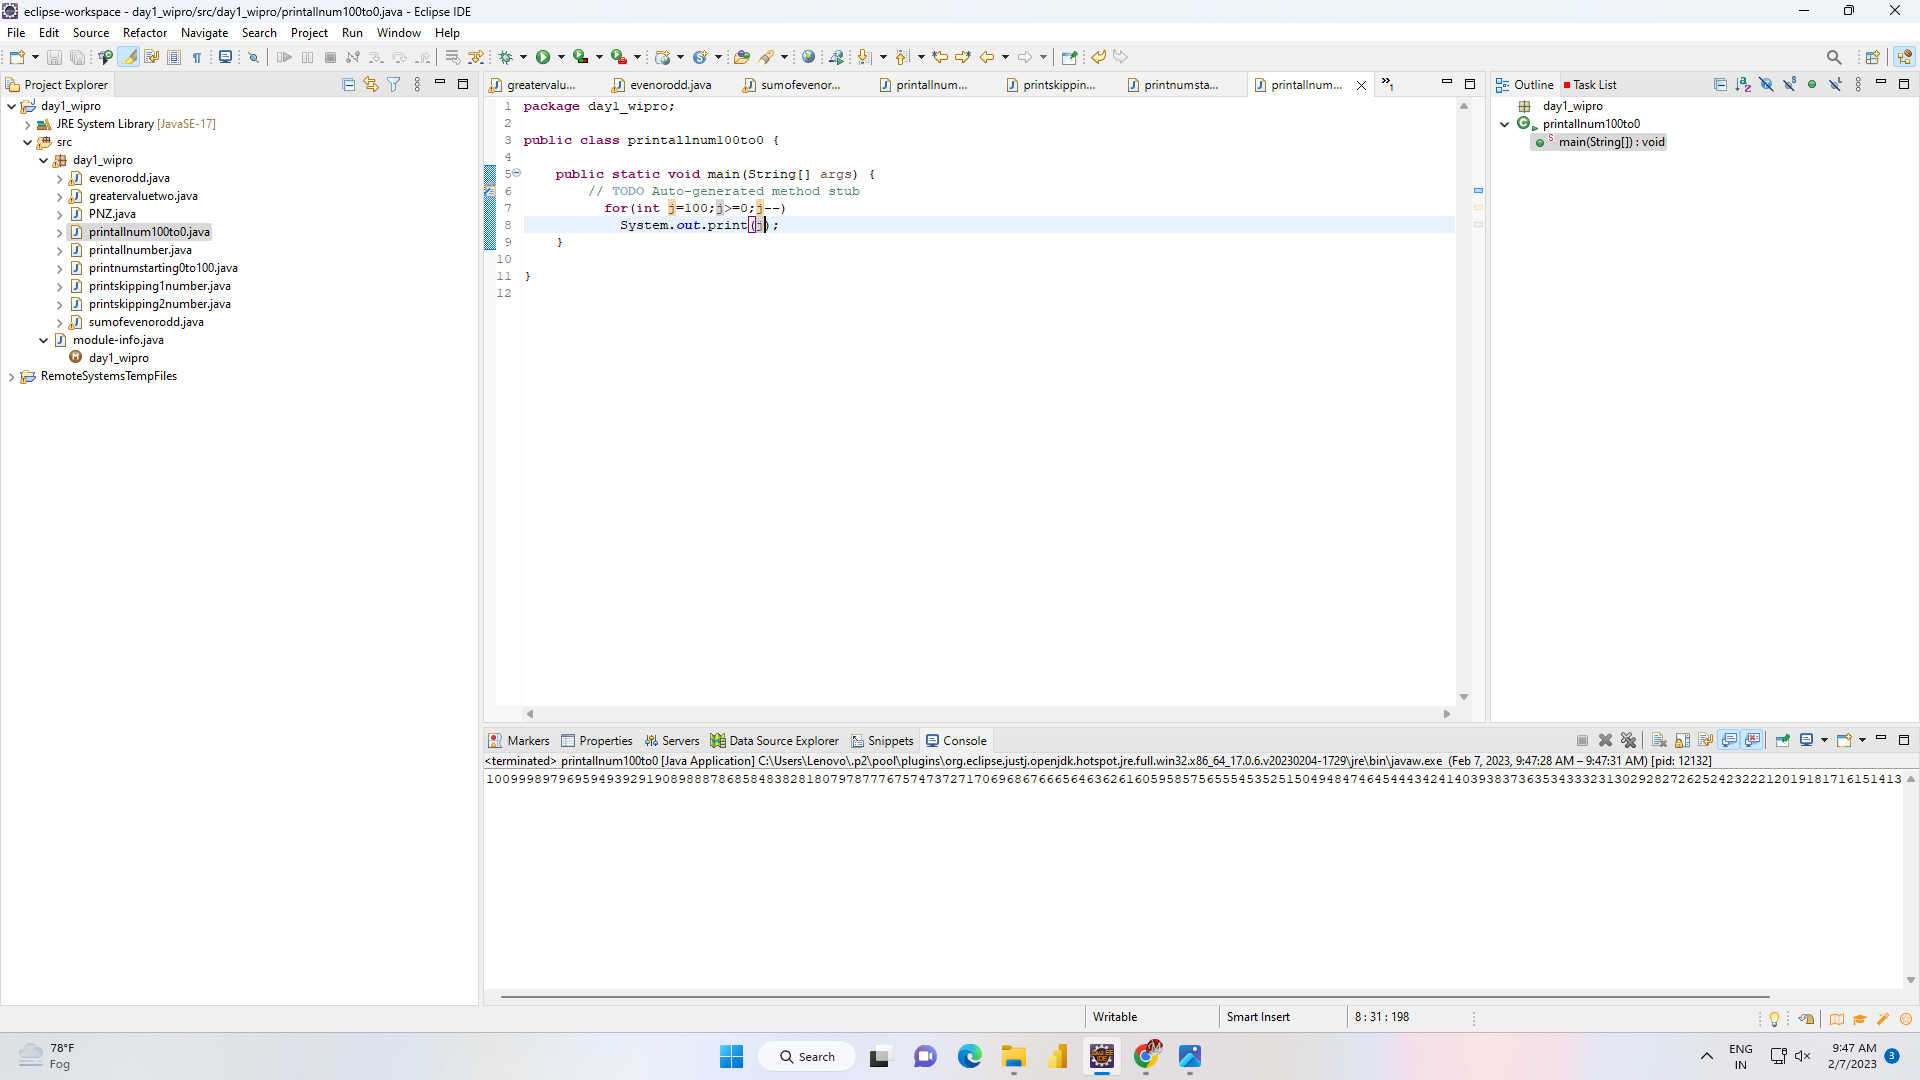 eclipse-workspace - day1_wipro/src/day1_wipro/printallnum100to0.java - Eclipse IDE
File Edit Source Refactor Navigate Search Project Run Window Help
Project Explorer
day1_wipro
JRE System Library [JavaSE-17]
src
day1_wipro
evenorodd.java
greatervaluetwo.java
PNZ.java
printallnum100to0.java
printallnumber.java
printnumstarting0to100.java
printskipping1number.java
printskipping2number.java
sumofevenorodd.java
module-info.java
day1_wipro
RemoteSystemsTempFiles
greatervalu... evenorodd.java sumofevenor... printallnum... printskippin... printnumsta... printallnum... »1
1 package day1_wipro;
2
3 public class printallnum100to0 {
4
5 public static void main(String[] args) {
6 // TODO Auto-generated method stub
7 for(int j=100;j>=0;j--)
8 System.out.print(j);
9 }
10
11 }
12
Outline Task List
day1_wipro
printallnum100to0
main(String[]) : void
Markers Properties Servers Data Source Explorer Snippets Console
<terminated> printallnum100to0 [Java Application] C:\Users\Lenovo\.p2\pool\plugins\org.eclipse.justj.openjdk.hotspot.jre.full.win32.x86_64_17.0.6.v20230204-1729\jre\bin\javaw.exe (Feb 7, 2023, 9:47:28 AM – 9:47:31 AM) [pid: 12132]
1009998979695949392919089888786858483828180797877767574737271706968676665646362616059585756555453525150494847464544434241403938373635343332313029282726252423222120191817161514 13
Writable Smart Insert 8 : 31 : 198
78°F
Fog
Search
ENG
IN
9:47 AM
2/7/2023
3